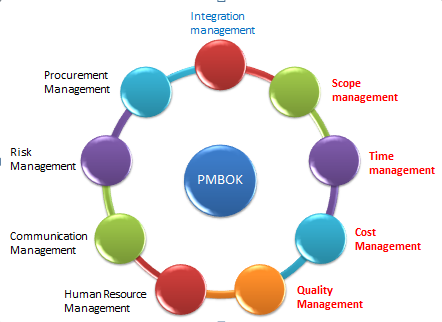 Integration
management
Procurement
Management
Scope
management
Risk
Management
Time
management
PMBOK
Communication
Management
Cost
Management
Human Resource
Management
Quality
Management